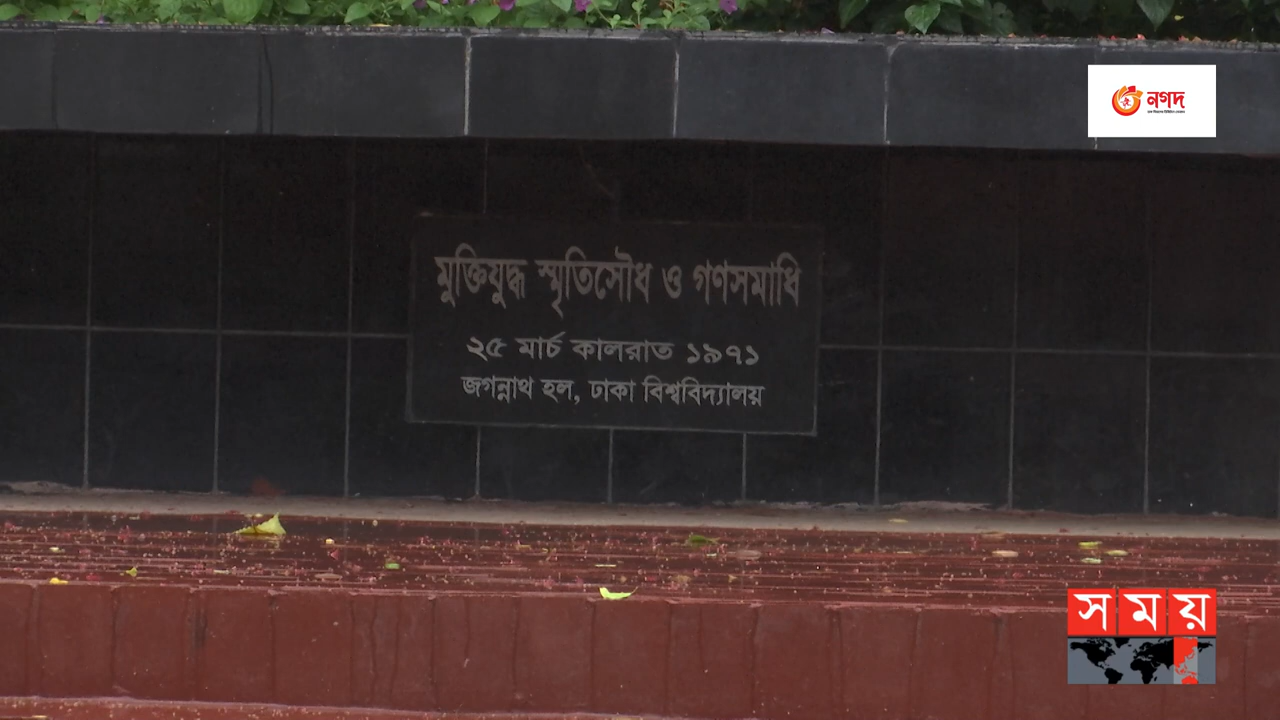 নগদ
মুক্তিযুদ্ধ স্মৃতিসৌধ ও গণসমাধি
২৫ মার্চ কালরাত ১৯৭১
জগন্নাথ হল, ঢাকা বিশ্ববিদ্যালয়
সময়